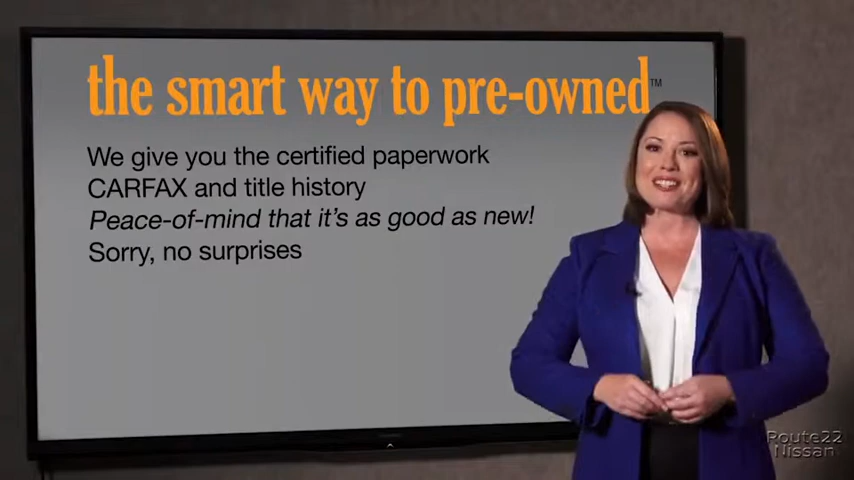 the smart way to pre-owned™
We give you the certified paperwork
CARFAX and title history
Peace-of-mind that it's as good as new!
Sorry, no surprises
Route22
Nissan